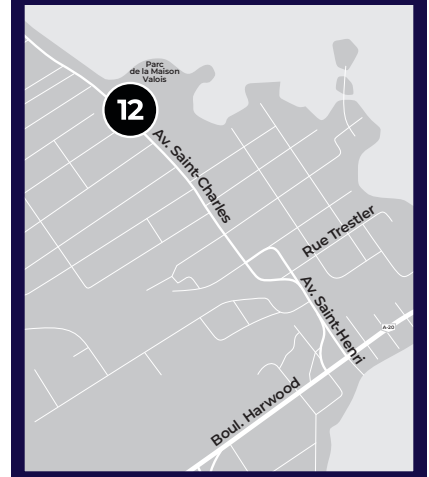 Parc
de la Maison
Valois
12
Av. Saint-Charles
Rue Trestler
Av. Saint-Henri
A-20
Boul. Harwood